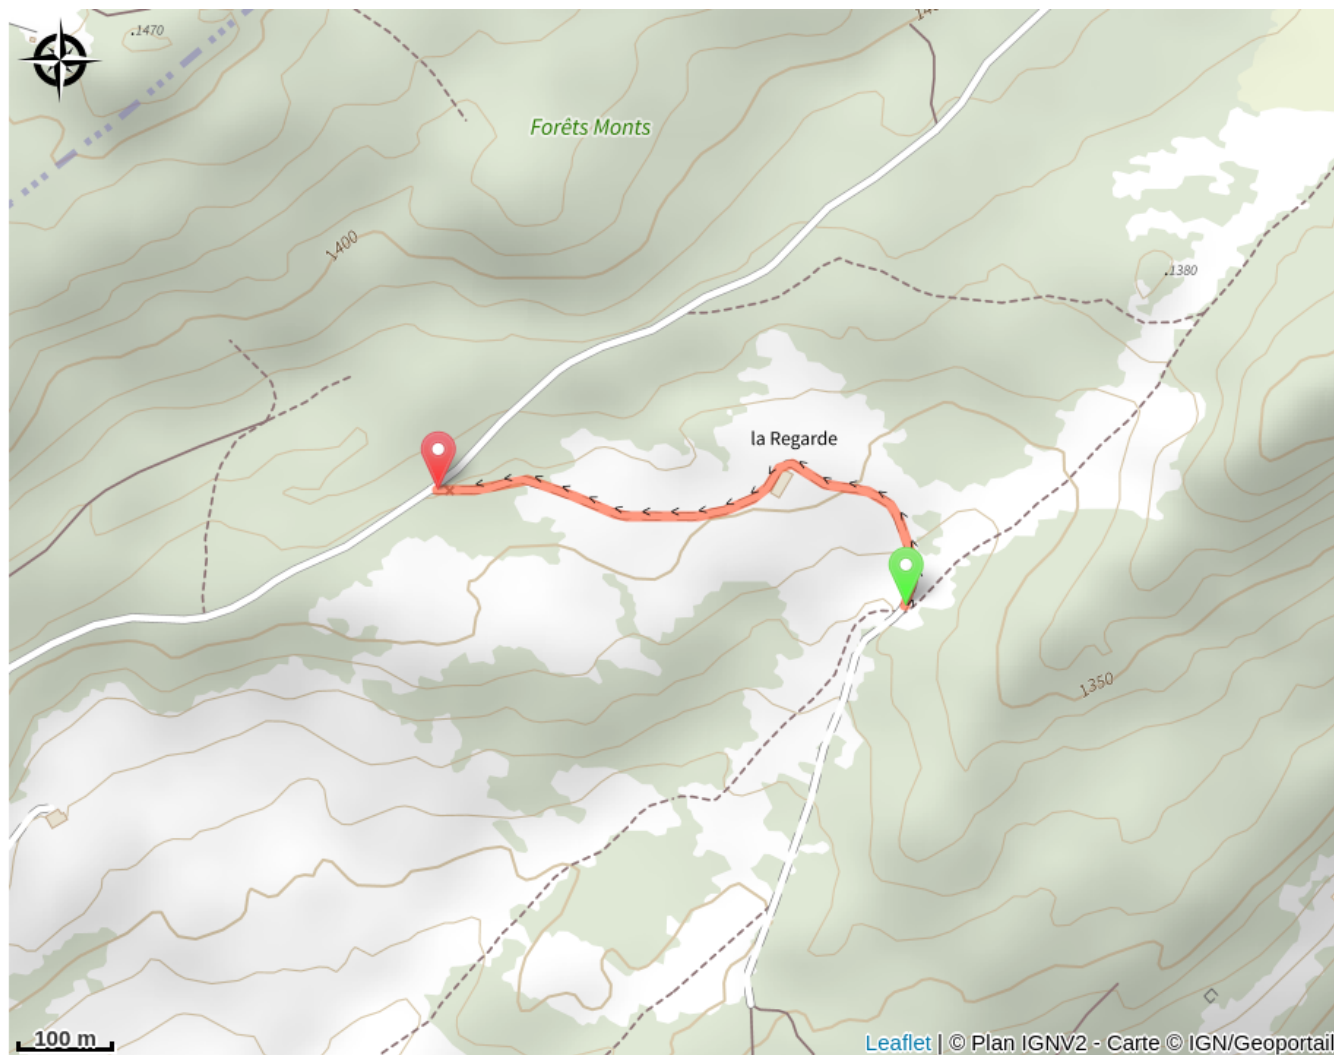 1470
Forêts Monts
1400
1380
la Regarde
1350
100 m
Leaflet | © Plan IGNV2 - Carte © IGN/Geoportail